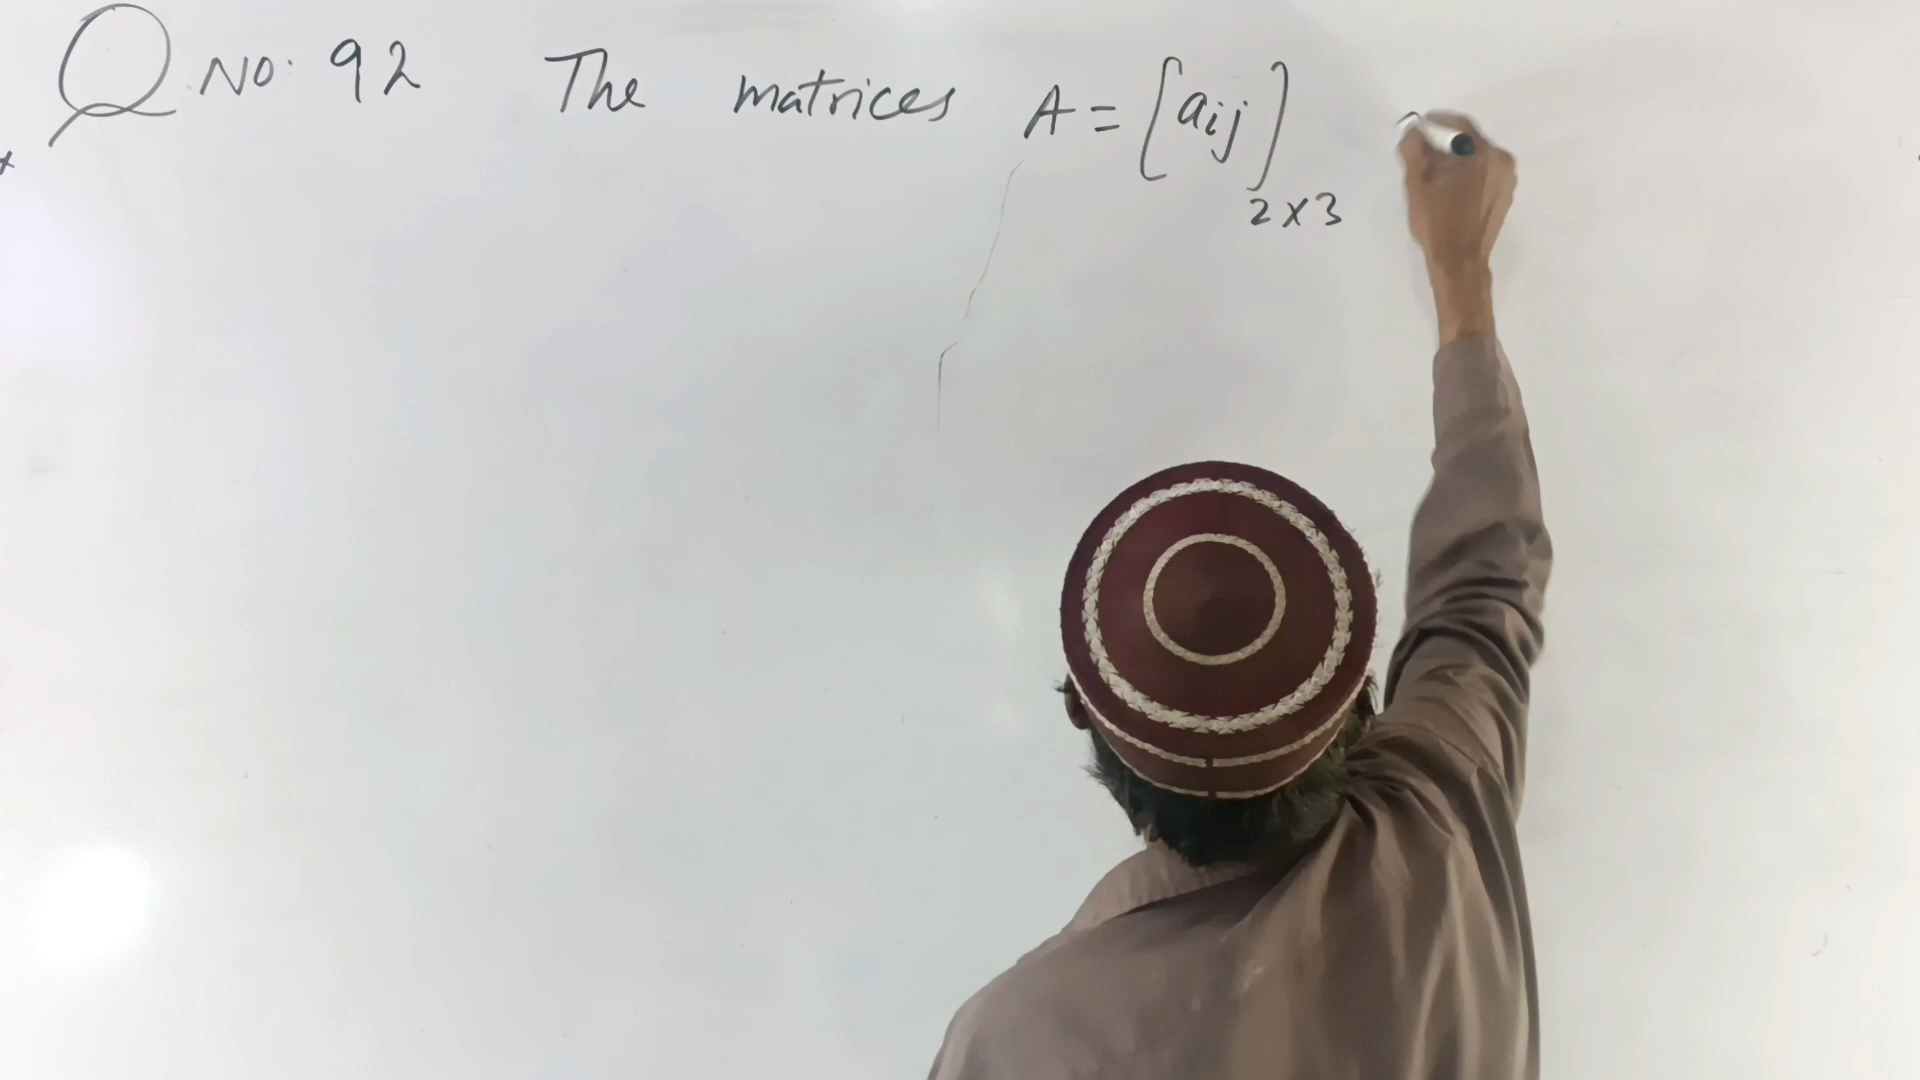 Q.NO: 92 The matrices A = [aij]2×3